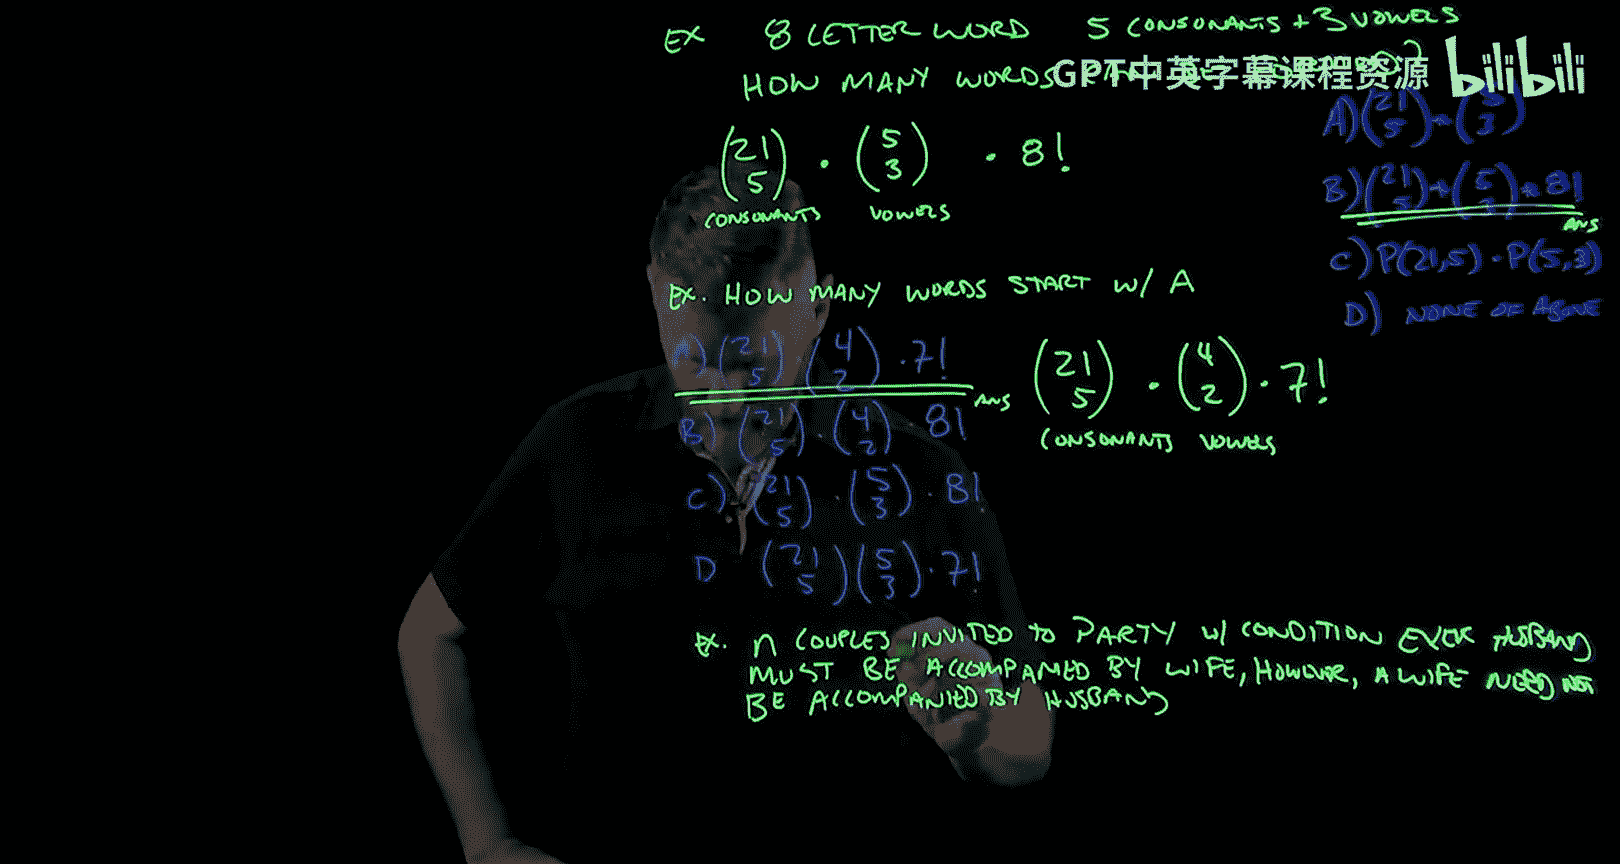 EX 8 LETTER WORD 5 CONSONANTS + 3 VOWELS
HOW MANY WORDS
GPT中英字幕课程资源 bilibili
(21 5) · (5 3) · 8!
CONSONANTS VOWELS
A) (21 5) + (5 3)
B) (21 5) + (5 3) * 8!
ANS
C) P(21,5) · P(5,3)
D) NONE OF ABOVE
EX. HOW MANY WORDS START W/ A
A) (21 5) (4 2) · 7!
ANS
B) (21 5) · (4 2) · 8!
C) (21 5) · (5 3) · 8!
D (21 5) (5 3) · 7!
(21 5) · (4 2) · 7!
CONSONANTS VOWELS
EX. n COUPLES INVITED TO PARTY W/ CONDITION HUSBAND
MUST BE ACCOMPANIED BY WIFE, HOWEVER, A WIFE NEED NOT
BE ACCOMPANIED BY HUSBAND